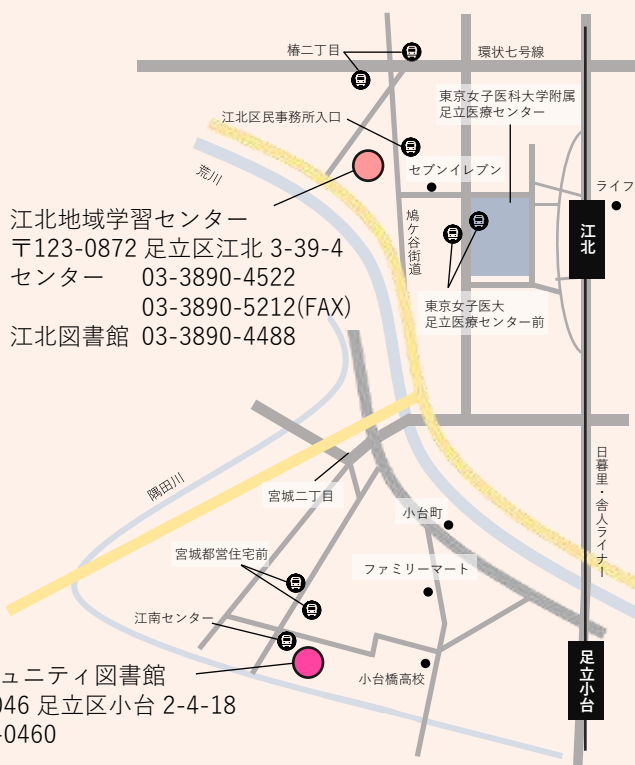 椿二丁目
環状七号線
東京女子医科大学附属
足立医療センター
江北区民事務所入口
セブンイレブン
荒川
ライフ
江北地域学習センター
〒123-0872 足立区江北 3-39-4
センター 03-3890-4522
03-3890-5212(FAX)
江北図書館 03-3890-4488
鳩ケ谷街道
江北
東京女子医大
足立医療センター前
日暮里・舎人ライナー
隅田川
宮城二丁目
小台町
宮城都営住宅前
ファミリーマート
江南センター
小台橋高校
足立小台
ュニティ図書館
046 足立区小台 2-4-18
-0460